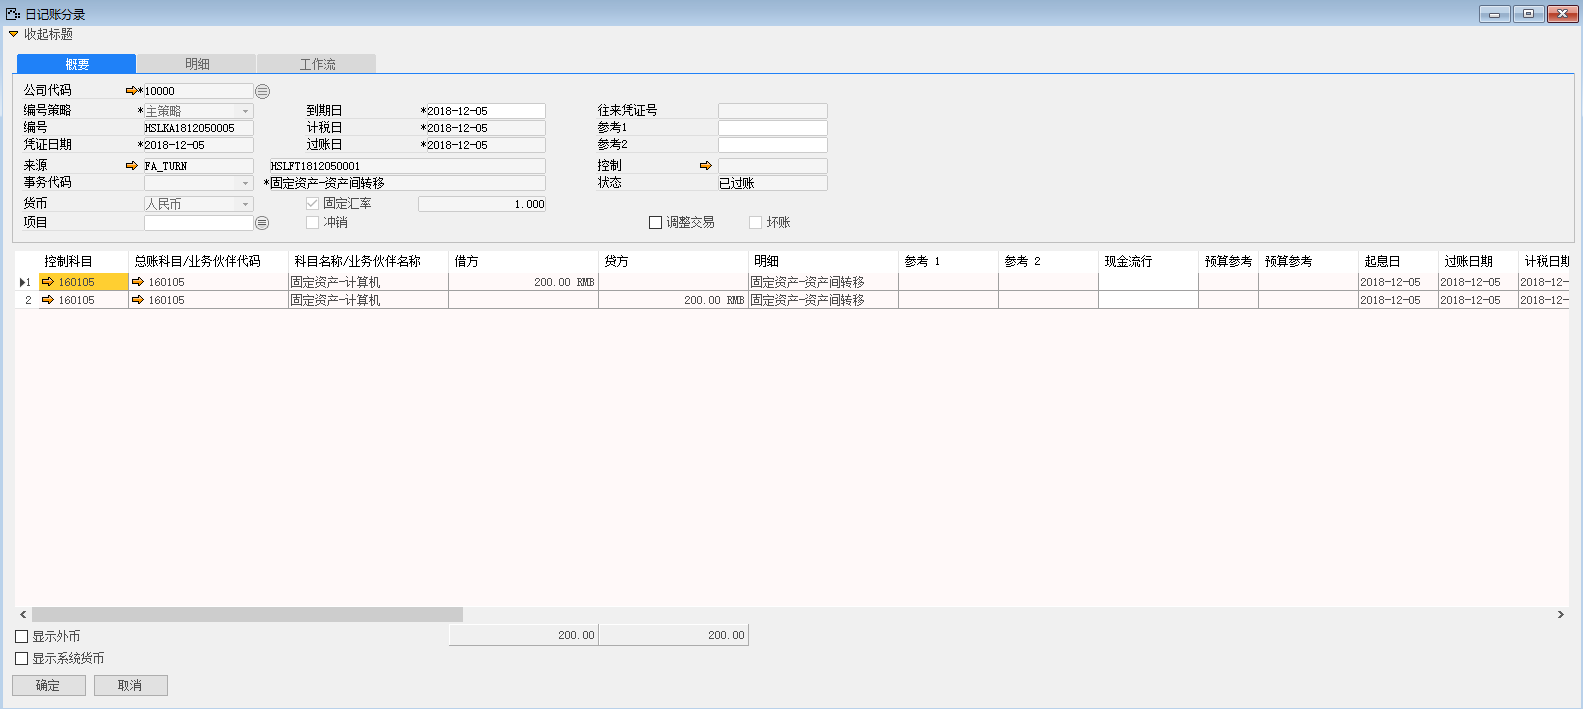 日记账分录
收起标题
概要 明细 工作流
公司代码 *10000
编号策略 *主策略 到期日 *2018-12-05 往来凭证号
编号 HSLKA1812050005 计税日 *2018-12-05 参考1
凭证日期 *2018-12-05 过账日 *2018-12-05 参考2
来源 FA_TURN HSLFT1812050001 控制
事务代码 *固定资产-资产间转移 状态 已过账
货币 人民币 固定汇率 1.000
项目 冲销 调整交易 坏账
控制科目 总账科目/业务伙伴代码 科目名称/业务伙伴名称 借方 贷方 明细 参考 1 参考 2 现金流行 预算参考 预算参考 起息日 过账日期 计税日期
1 160105 160105 固定资产-计算机 200.00 RMB 固定资产-资产间转移 2018-12-05 2018-12-05 2018-12-
2 160105 160105 固定资产-计算机 200.00 RMB 固定资产-资产间转移 2018-12-05 2018-12-05 2018-12-
显示外币 200.00 200.00
显示系统货币
确定 取消